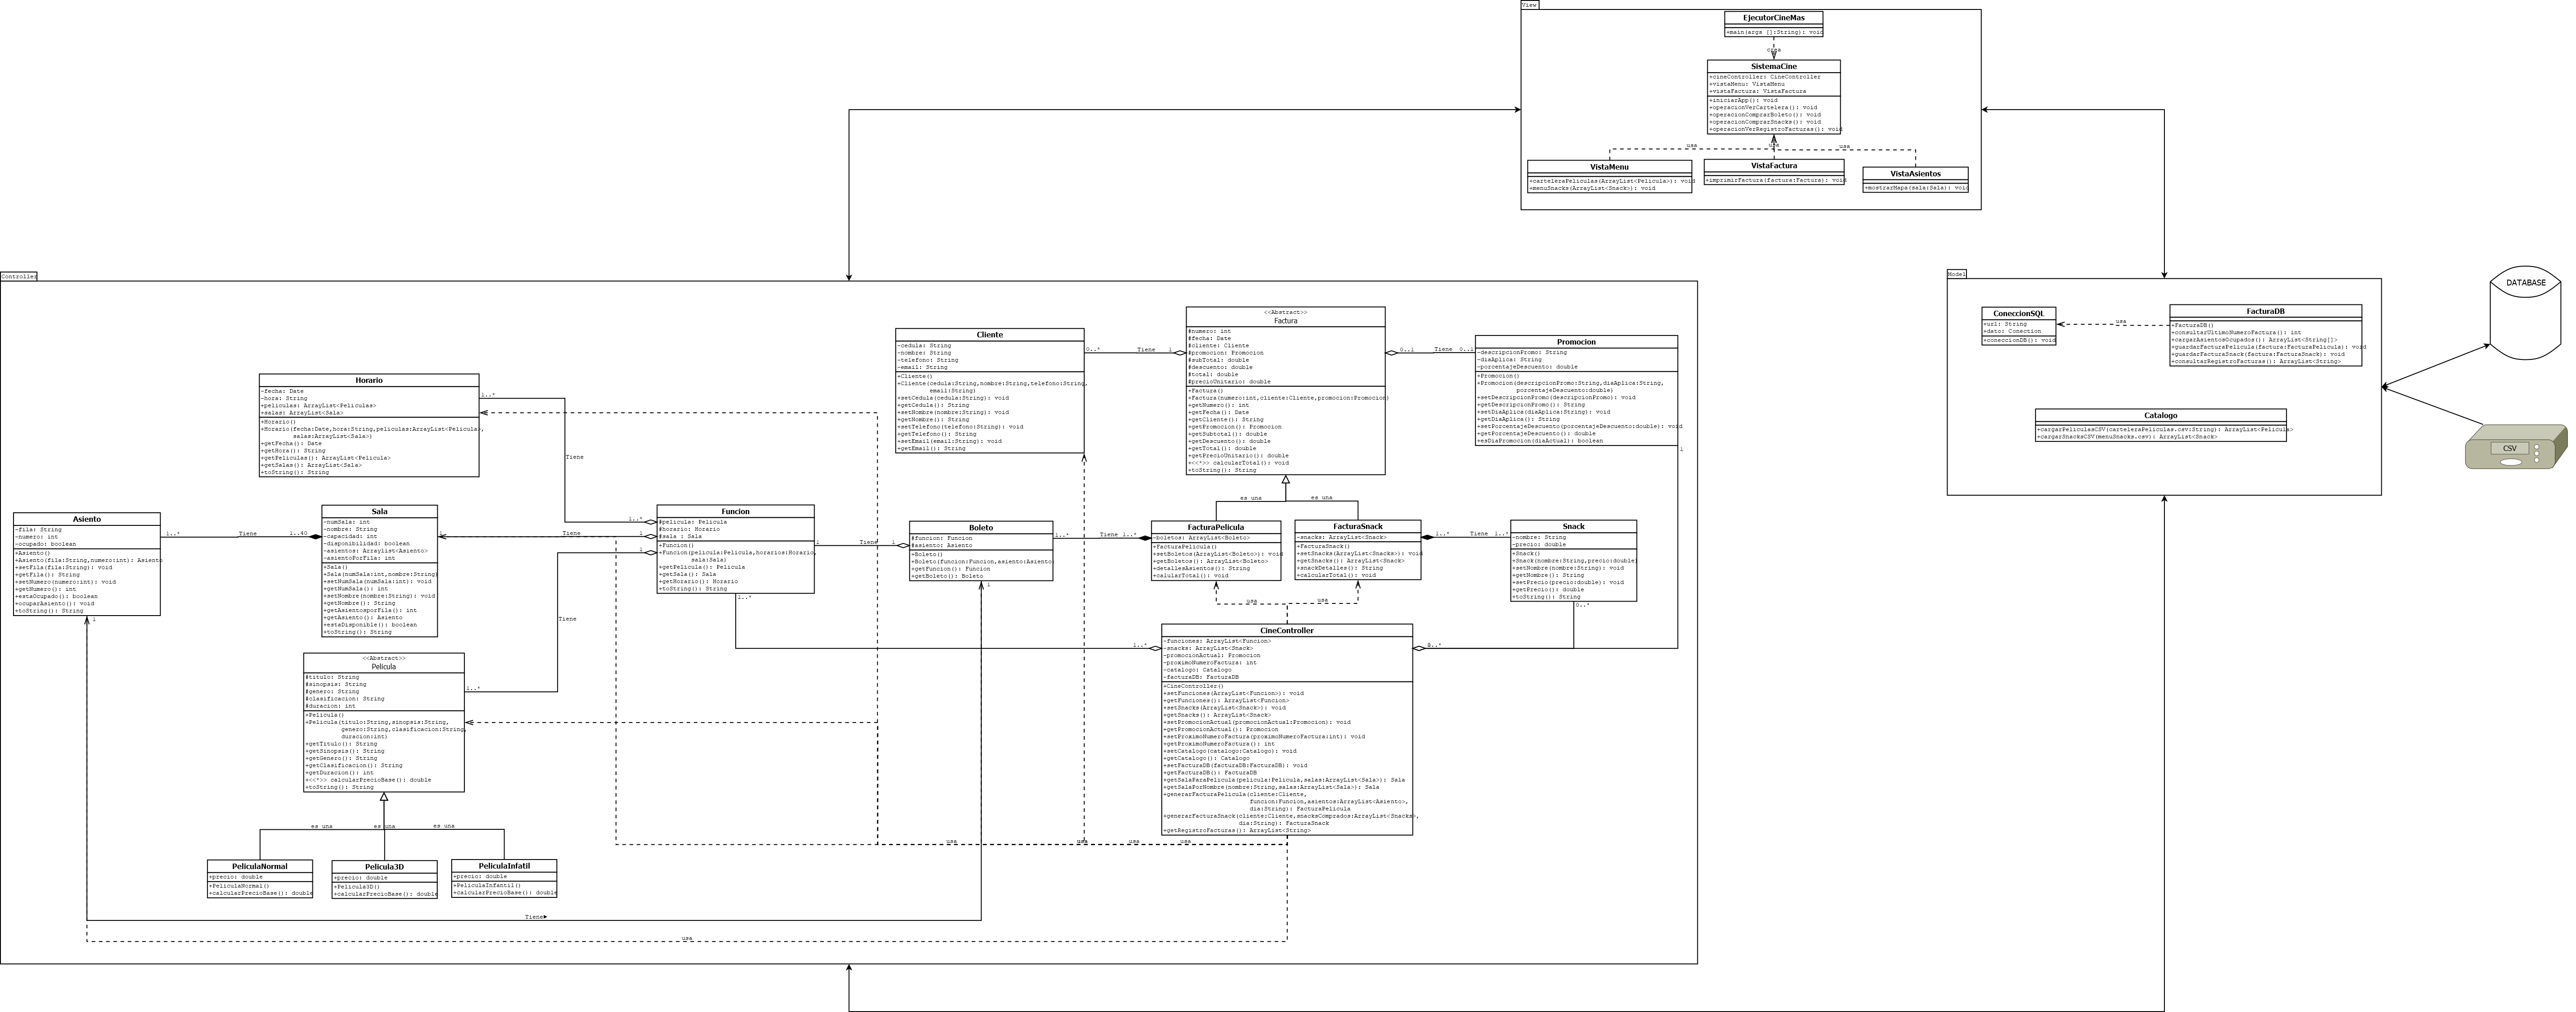 View
EjecutorCineMas
+main(args []:String): void
crea
SistemaCine
+cineController: CineController
+vistaMenu: VistaMenu
+vistaFactura: VistaFactura
+iniciarApp(): void
+operacionVerCartelera(): void
+operacionComprarBoleto(): void
+operacionComprarSnacks(): void
+operacionVerRegistroFacturas(): void
usa
usa
usa
VistaMenu
+carteleraPeliculas(ArrayList<Pelicula>): void
+menuSnacks(ArrayList<Snack>): void
VistaFactura
+imprimirFactura(factura:Factura): void
VistaAsientos
+mostrarMapa(sala:Sala): void
Controller
Horario
-fecha: Date
-hora: String
+peliculas: ArrayList<Peliculas>
+salas: ArrayList<Sala>
+Horario()
+Horario(fecha:Date,hora:String,peliculas:ArrayList<Pelicula>,
salas:ArrayList<Sala>)
+getFecha(): Date
+getHora(): String
+getPeliculas(): ArrayList<Pelicula>
+getSalas(): ArrayList<Sala>
+toString(): String
1..*
Tiene
1..*
Cliente
-cedula: String
-nombre: String
-telefono: String
-email: String
+Cliente()
+Cliente(cedula:String,nombre:String,telefono:String,
email:String)
+setCedula(cedula:String): void
+getCedula(): String
+setNombre(nombre:String): void
+getNombre(): String
+setTelefono(telefono:String): void
+getTelefono(): String
+setEmail(email:String): void
+getEmail(): String
0..*
Tiene
1
<<Abstract>>
Factura
#numero: int
#fecha: Date
#cliente: Cliente
#promocion: Promocion
#subTotal: double
#descuento: double
#total: double
#precioUnitario: double
+Factura()
+Factura(numero:int,cliente:Cliente,promocion:Promocion)
+getNumero(): int
+getFecha(): Date
+getCliente(): String
+getPromocion(): Promocion
+getSubtotal(): double
+getDescuento(): double
+getTotal(): double
+getPrecioUnitario(): double
+<<*>> calcularTotal(): void
+toString(): String
0..1
Tiene
0..1
Promocion
-descripcionPromo: String
-diaAplica: String
-porcentajeDescuento: double
+Promocion()
+Promocion(descripcionPromo:String,diaAplica:String,
porcentajeDescuento:double)
+setDescripcionPromo(descripcionPromo): void
+getDescripcionPromo(): String
+setDiaAplica(diaAplica:String): void
+getDiaAplica(): String
+setPorcentajeDescuento(porcentajeDescuento:double): void
+getPorcentajeDescuento(): double
+esDiaPromocion(diaActual): boolean
1
es una
es una
Asiento
-fila: String
-numero: int
-ocupado: boolean
+Asiento()
+Asiento(fila:String,numero:int): Asiento
+setFila(fila:String): void
+getFila(): String
+setNumero(numero:int): void
+getNumero(): int
+estaOcupado(): boolean
+ocuparAsiento(): void
+toString(): String
1
1..*
Tiene
1..40
Sala
-numSala: int
-nombre: String
-capacidad: int
-disponibilidad: boolean
-asientos: Arraylist<Asiento>
-asientoPorFila: int
+Sala()
+Sala(numSala:int,nombre:String)
+setNumSala(numSala:int): void
+getNumSala(): int
+setNombre(nombre:String): void
+getNombre(): String
+getAsientosporFila(): int
+getAsiento(): Asiento
+estaDisponible(): boolean
+toString(): String
1
Tiene
1
1
Funcion
#pelicula: Pelicula
#horario: Horario
#sala : Sala
+Funcion()
+Funcion(pelicula:Pelicula,horarios:Horario,
sala:Sala)
+getPelicula(): Pelicula
+getSala(): Sala
+getHorario(): Horario
+toString(): String
1..*
1
Tiene
1
Boleto
#funcion: Funcion
#asiento: Asiento
+Boleto()
+Boleto(funcion:Funcion,asiento:Asiento)
+getFuncion(): Funcion
+getBoleto(): Boleto
1
1..*
Tiene
1..*
FacturaPelicula
-boletos: ArrayList<Boleto>
+FacturaPelicula()
+setBoletos(ArrayList<Boleto>): void
+getBoletos(): ArrayList<Boleto>
+detallesAsientos(): String
+calularTotal(): void
FacturaSnack
-snacks: ArrayList<Snack>
+FacturaSnack()
+setSnacks(ArrayList<Snacks>): void
+getSnacks(): ArrayList<Snack>
+snackDetalles(): String
+calcularTotal(): void
1..*
Tiene
1..*
Snack
-nombre: String
-precio: double
+Snack()
+Snack(nombre:String,precio:double)
+setNombre(nombre:String): void
+getNombre(): String
+setPrecio(precio:double): void
+getPrecio(): double
+toString(): String
0..*
usa
usa
Tiene
<<Abstract>>
Pelicula
#titulo: String
#sinopsis: String
#genero: String
#clasificacion: String
#duracion: int
+Pelicula()
+Pelicula(titulo:String,sinopsis:String,
genero:String,clasificacion:String,
duracion:int)
+getTitulo(): String
+getSinopsis(): String
+getGenero(): String
+getClasificacion(): String
+getDuracion(): int
+<<*>> calcularPrecioBase(): double
+toString(): String
1..*
1..*
CineController
-funciones: ArrayList<Funcion>
-snacks: ArrayList<Snack>
-promocionActual: Promocion
-proximoNumeroFactura: int
-catalogo: Catalogo
-facturaDB: FacturaDB
+CineController()
+setFunciones(ArrayList<Funcion>): void
+getFunciones(): ArrayList<Funcion>
+setSnacks(ArrayList<Snack>): void
+getSnacks(): ArrayList<Snack>
+setPromocionActual(promocionActual:Promocion): void
+getPromocionActual(): Promocion
+setProximoNumeroFactura(proximoNumeroFactura:int): void
+getProximoNumeroFactura(): int
+setCatalogo(catalogo:Catalogo): void
+getCatalogo(): Catalogo
+setFacturaDB(facturaDB:FacturaDB): void
+getFacturaDB(): FacturaDB
+getSalaParaPelicula(pelicula:Pelicula,salas:ArrayList<Sala>): Sala
+getSalaPorNombre(nombre:String,salas:ArrayList<Sala>): Sala
+generarFacturaPelicula(cliente:Cliente,
funcion:Funcion,asientos:ArrayList<Asiento>,
dia:String): FacturaPelicula
+generarFacturaSnack(cliente:Cliente,snacksComprados:ArrayList<Snacks>,
dia:String): FacturaSnack
+getRegistroFacturas(): ArrayList<String>
es una
es una
es una
usa
usa
usa
usa
PeliculaNormal
+precio: double
+PeliculaNormal()
+calcularPrecioBase(): double
Pelicula3D
+precio: double
+Pelicula3D()
+calcularPrecioBase(): double
PeliculaInfatil
+precio: double
+PeliculaInfantil()
+calcularPrecioBase(): double
Tiene
usa
Model
ConeccionSQL
+url: String
+dato: Conection
+coneccionDB(): void
usa
FacturaDB
+FacturaDB()
+consultarUltimoNumeroFactura(): int
+cargarAsientosOcupados(): ArrayList<String[]>
+guardarFacturaPelicula(factura:FacturaPelicula): void
+guardarFacturaSnack(factura:FacturaSnack): void
+consultarRegistroFacturas(): ArrayList<String>
Catalogo
+cargarPeliculasCSV(carteleraPeliculas.csv:String): ArrayList<Pelicula>
+cargarSnacksCSV(menuSnacks.csv): ArrayList<Snack>
DATABASE
CSV